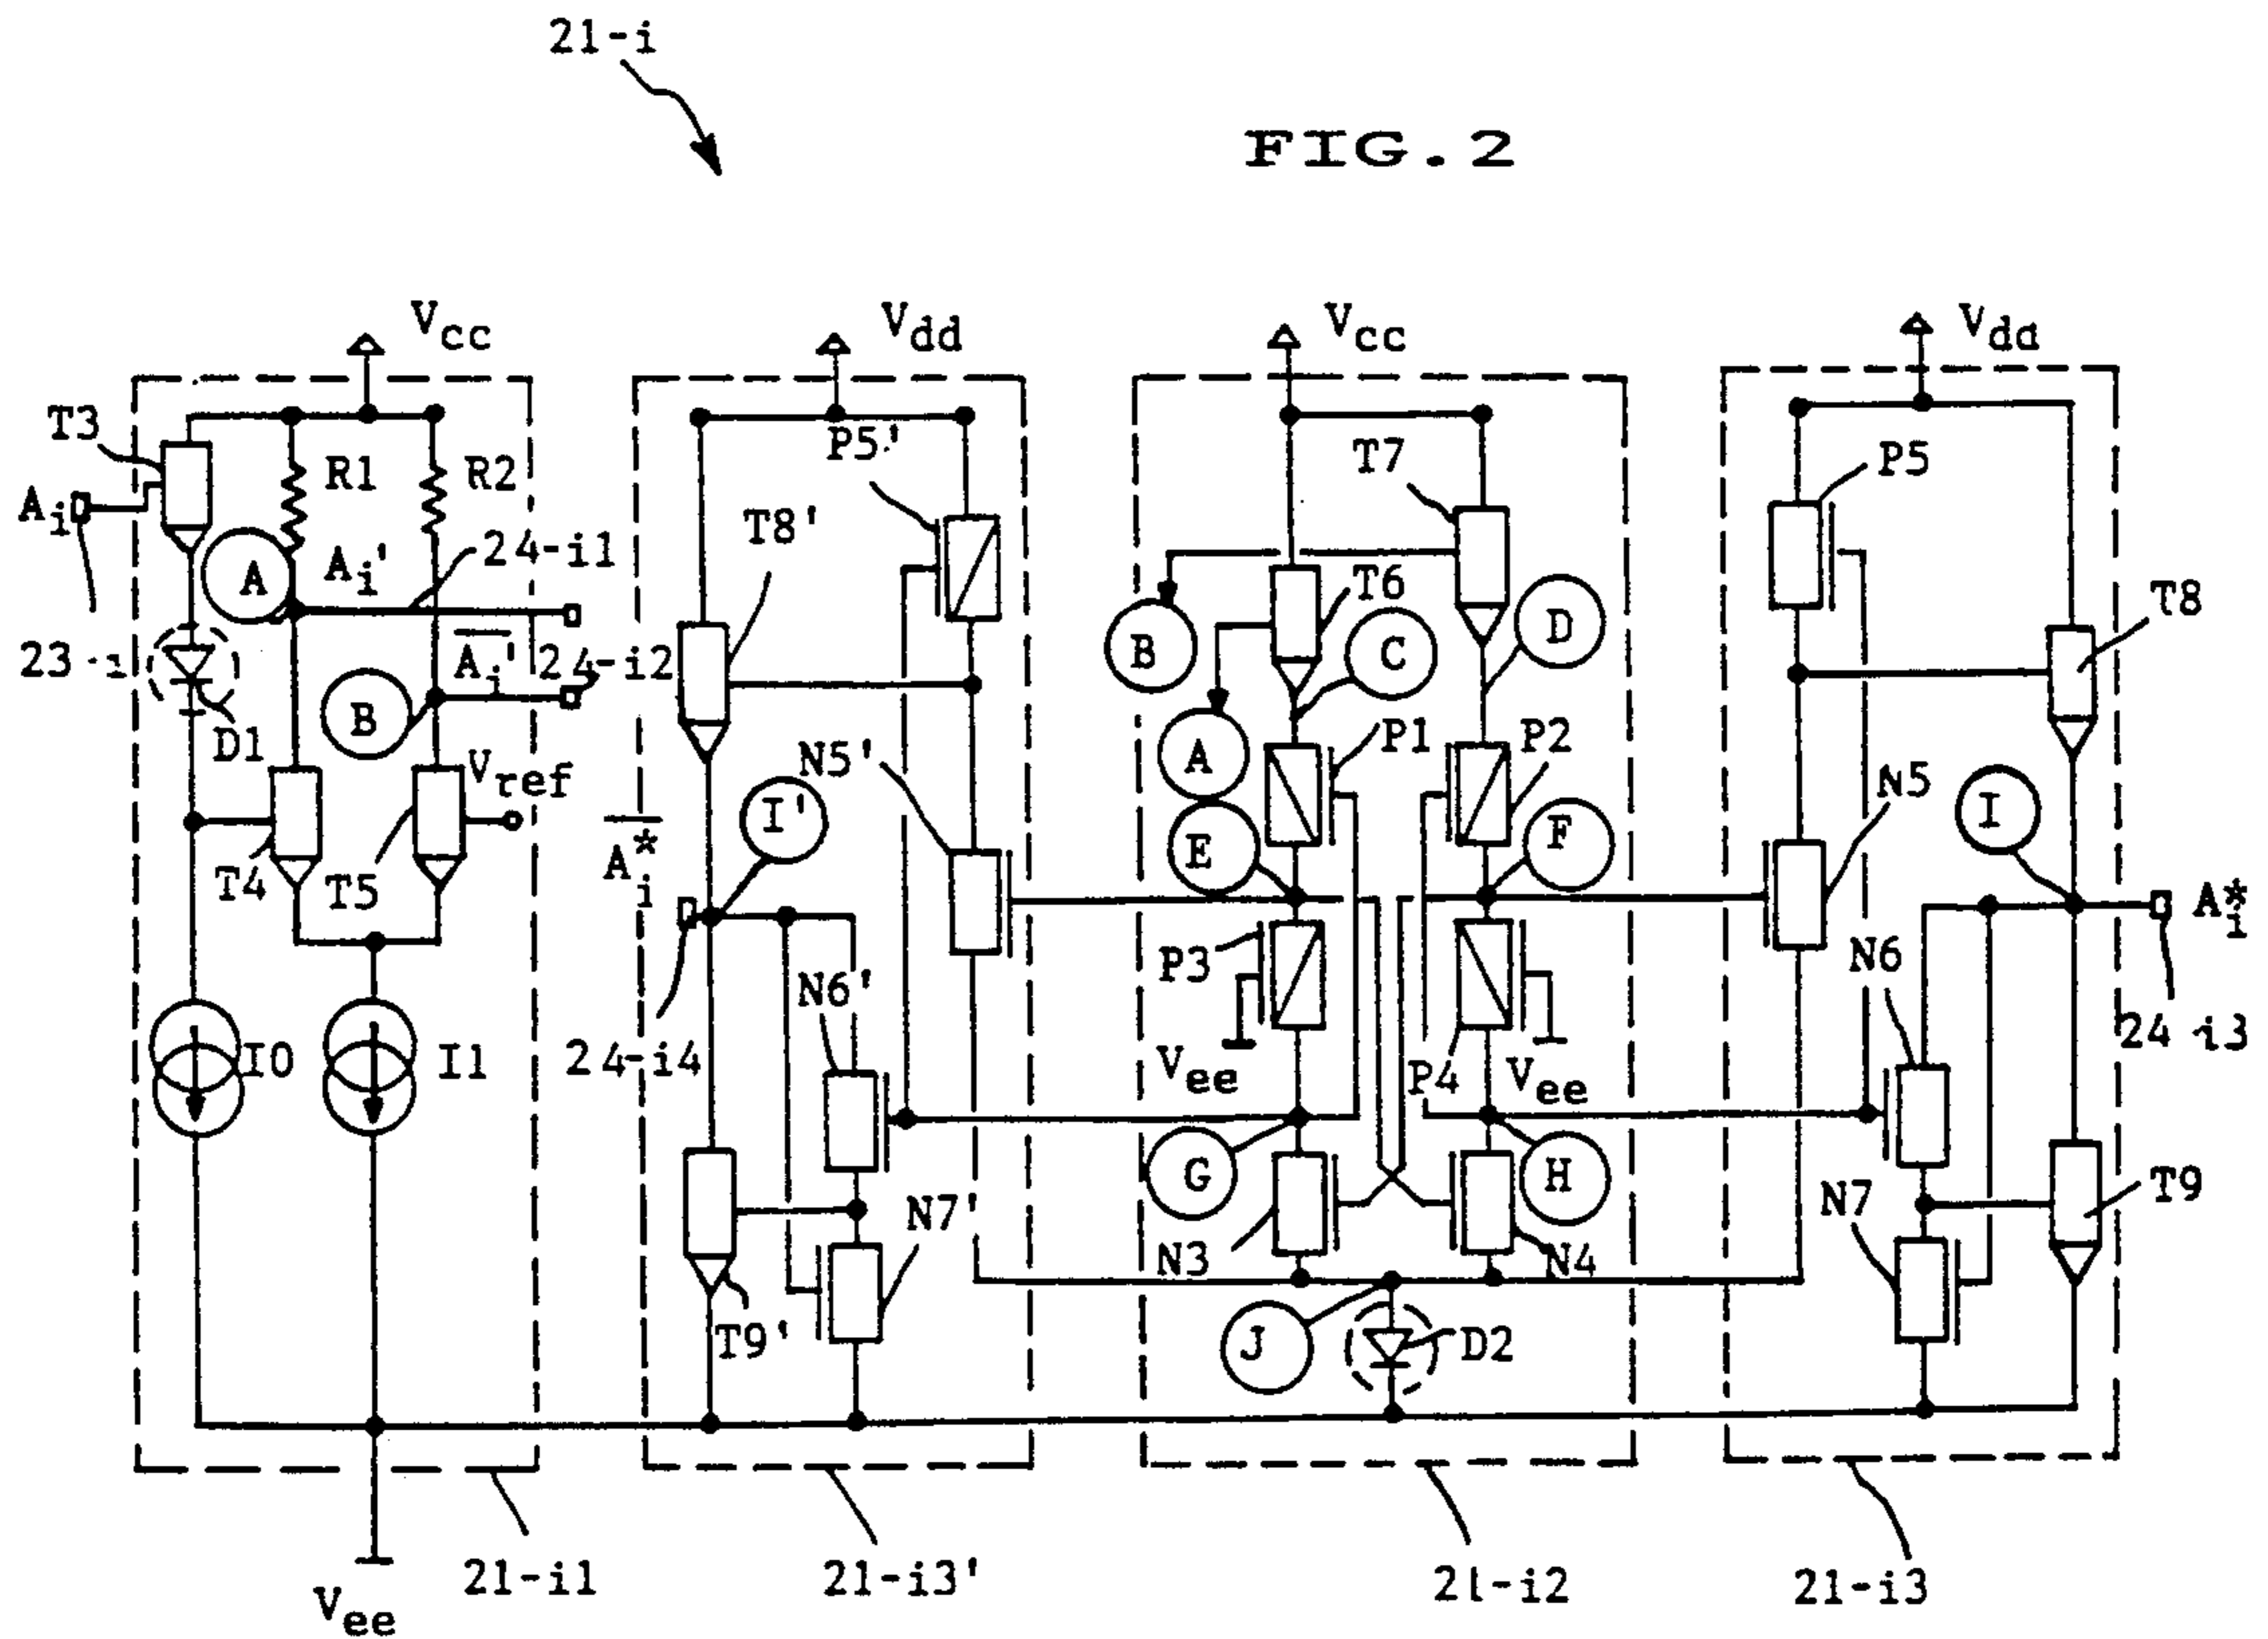 21-i
FIG.2
Vcc
Vdd
Vcc
Vdd
T3
Ai
R1
R2
P5'
T7
P5
T8'
A
Ai'
24-i1
T6
B
C
D
T8
23-i
Ai'
24-i2
D1
B
Vref
N5'
A
P1
P2
N5
I
I'
E
F
T4
T5
Ai*
P3
N6
Ai*
N6'
24-i3
I0
I1
24-i4
Vee
P4
Vee
G
H
N7'
N7
T9
N3
N4
T9'
J
D2
21-i1
21-i3'
21-i2
21-i3
Vee